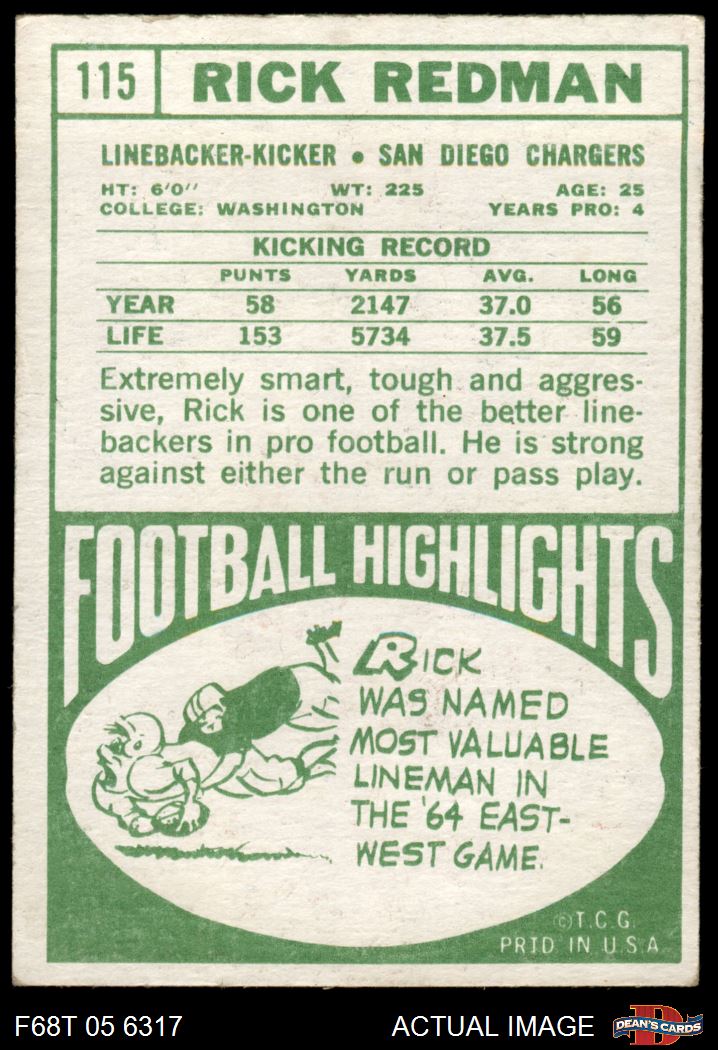 115 RICK REDMAN
LINEBACKER-KICKER • SAN DIEGO CHARGERS
HT: 6'0" WT: 225 AGE: 25
COLLEGE: WASHINGTON YEARS PRO: 4
KICKING RECORD
PUNTS YARDS AVG. LONG
YEAR 58 2147 37.0 56
LIFE 153 5734 37.5 59
Extremely smart, tough and aggres-
sive, Rick is one of the better line-
backers in pro football. He is strong
against either the run or pass play.
FOOTBALL HIGHLIGHTS
RICK
WAS NAMED
MOST VALUABLE
LINEMAN IN
THE '64 EAST-
WEST GAME.
©T.C.G.
PRTD IN U.S.A.
F68T 05 6317 ACTUAL IMAGE D DEAN'S CARDS